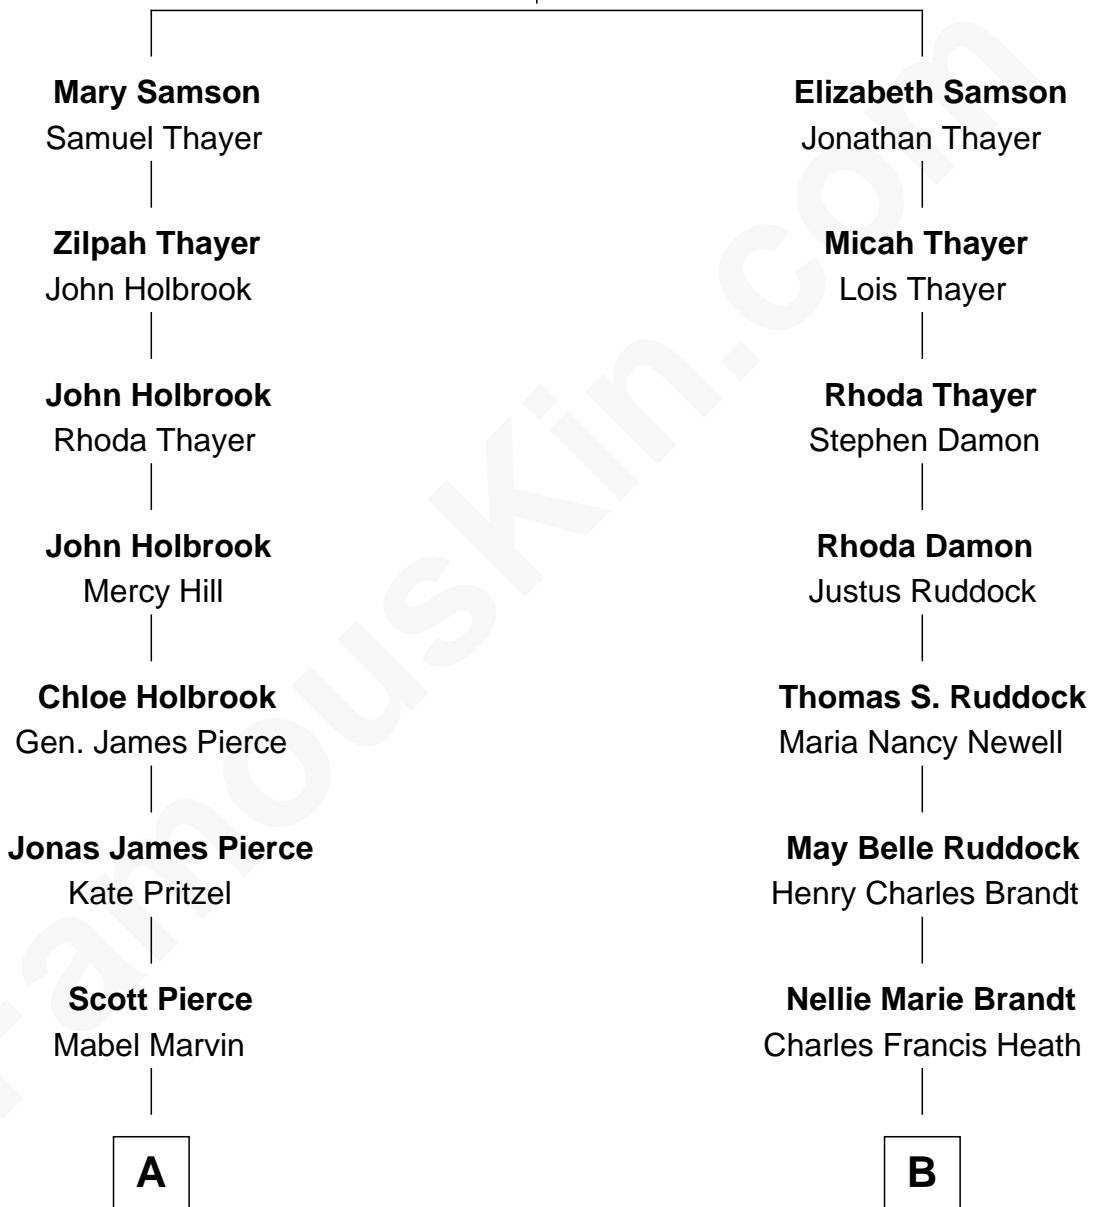 Mary Samson
Samuel Thayer
Zilpah Thayer
John Holbrook
John Holbrook
Rhoda Thayer
John Holbrook
Mercy Hill
Chloe Holbrook
Gen. James Pierce
Jonas James Pierce
Kate Pritzel
Scott Pierce
Mabel Marvin
A
Elizabeth Samson
Jonathan Thayer
Micah Thayer
Lois Thayer
Rhoda Thayer
Stephen Damon
Rhoda Damon
Justus Ruddock
Thomas S. Ruddock
Maria Nancy Newell
May Belle Ruddock
Henry Charles Brandt
Nellie Marie Brandt
Charles Francis Heath
B
FamousKin.com